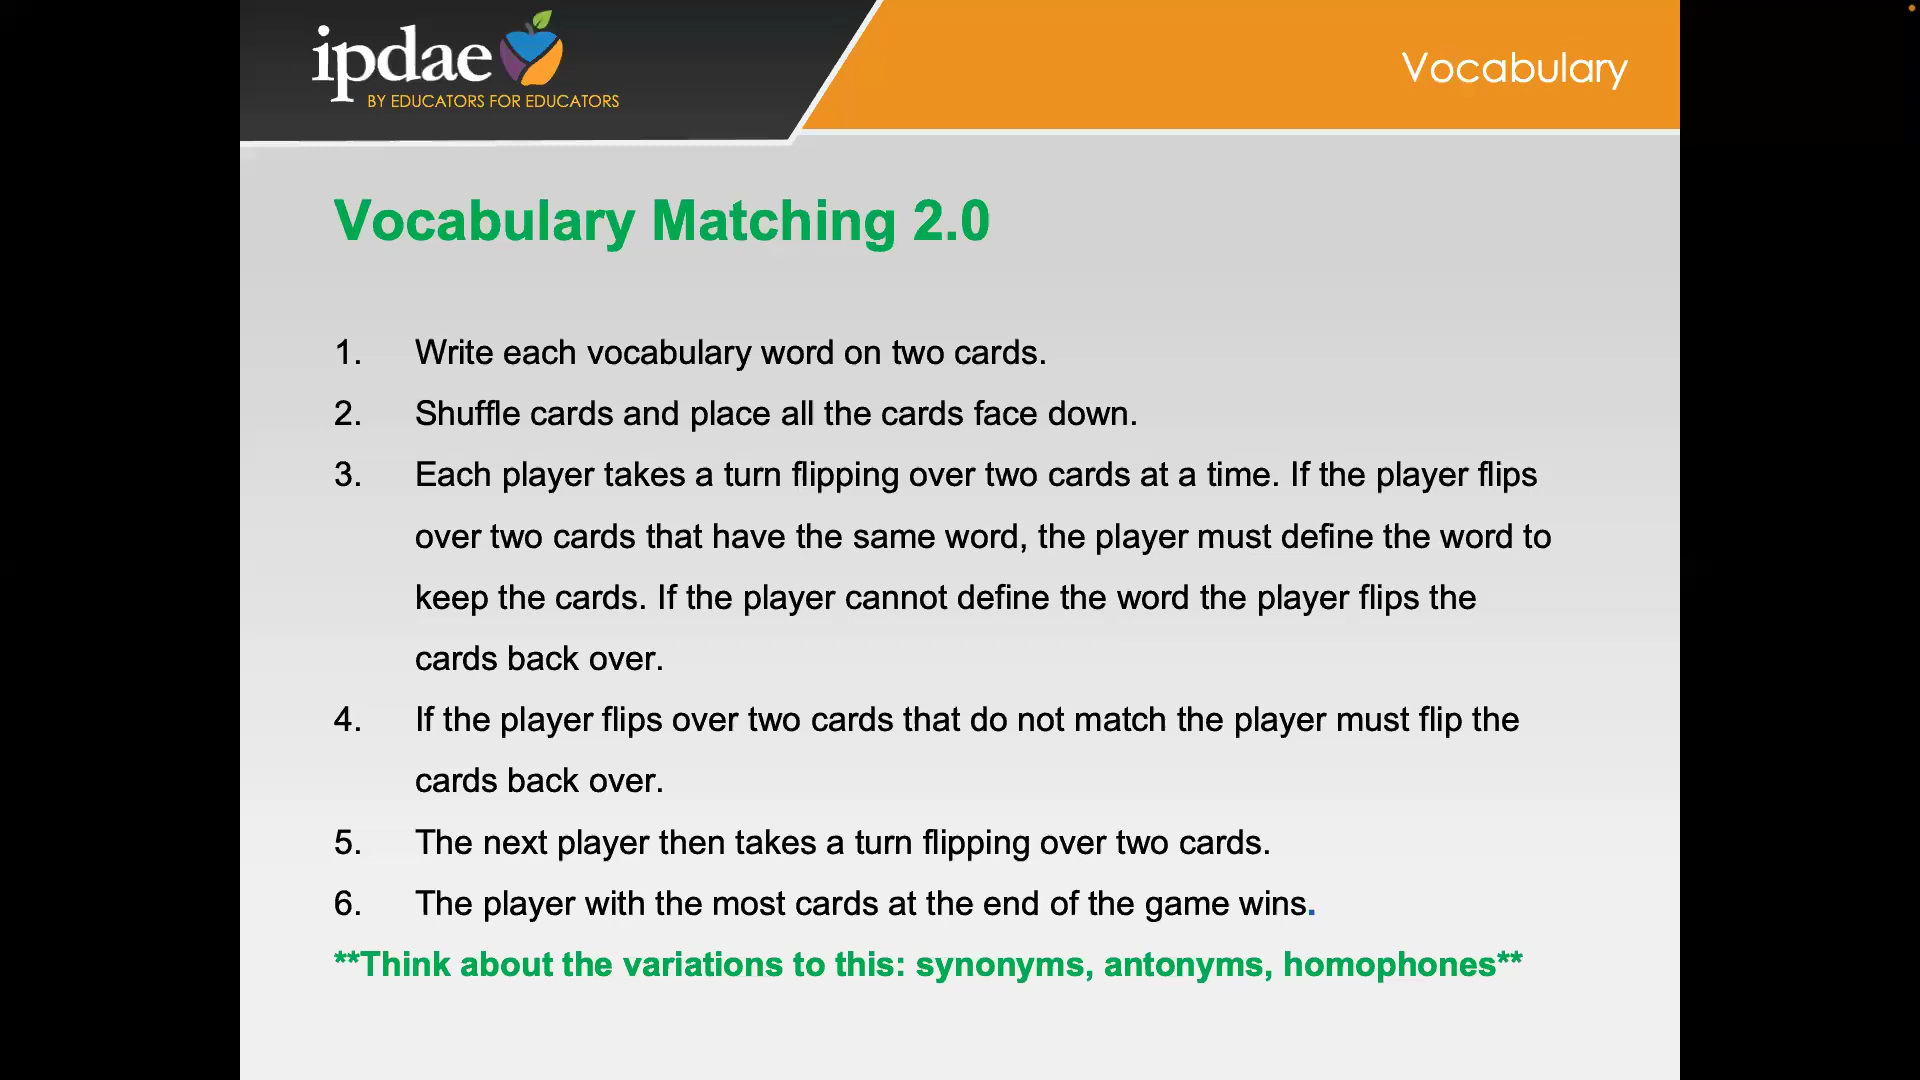 ipdae
BY EDUCATORS FOR EDUCATORS
Vocabulary
Vocabulary Matching 2.0
1. Write each vocabulary word on two cards.
2. Shuffle cards and place all the cards face down.
3. Each player takes a turn flipping over two cards at a time. If the player flips
over two cards that have the same word, the player must define the word to
keep the cards. If the player cannot define the word the player flips the
cards back over.
4. If the player flips over two cards that do not match the player must flip the
cards back over.
5. The next player then takes a turn flipping over two cards.
6. The player with the most cards at the end of the game wins.
**Think about the variations to this: synonyms, antonyms, homophones**